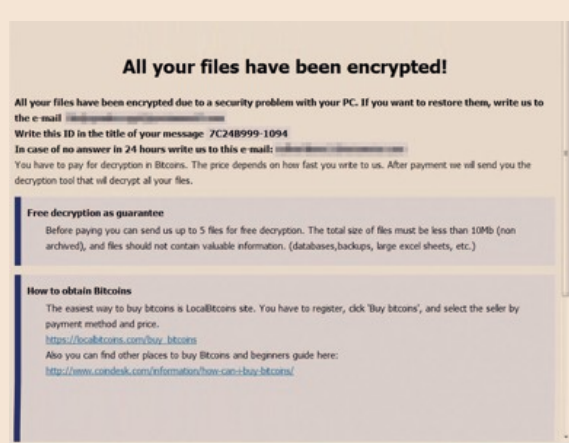 All your files have been encrypted!
All your files have been encrypted due to a security problem with your PC. If you want to restore them, write us to
the e-mail
Write this ID in the title of your message 7C24B999-1094
In case of no answer in 24 hours write us to this e-mail:
You have to pay for decryption in Bitcoins. The price depends on how fast you write to us. After payment we will send you the
decryption tool that will decrypt all your files.
Free decryption as guarantee
Before paying you can send us up to 5 files for free decryption. The total size of files must be less than 10Mb (non
archived), and files should not contain valuable information. (databases,backups, large excel sheets, etc.)
How to obtain Bitcoins
The easiest way to buy bitcoins is LocalBitcoins site. You have to register, click 'Buy bitcoins', and select the seller by
payment method and price.
https://localbitcoins.com/buy_bitcoins
Also you can find other places to buy Bitcoins and beginners guide here:
http://www.coindesk.com/information/how-can-i-buy-bitcoins/